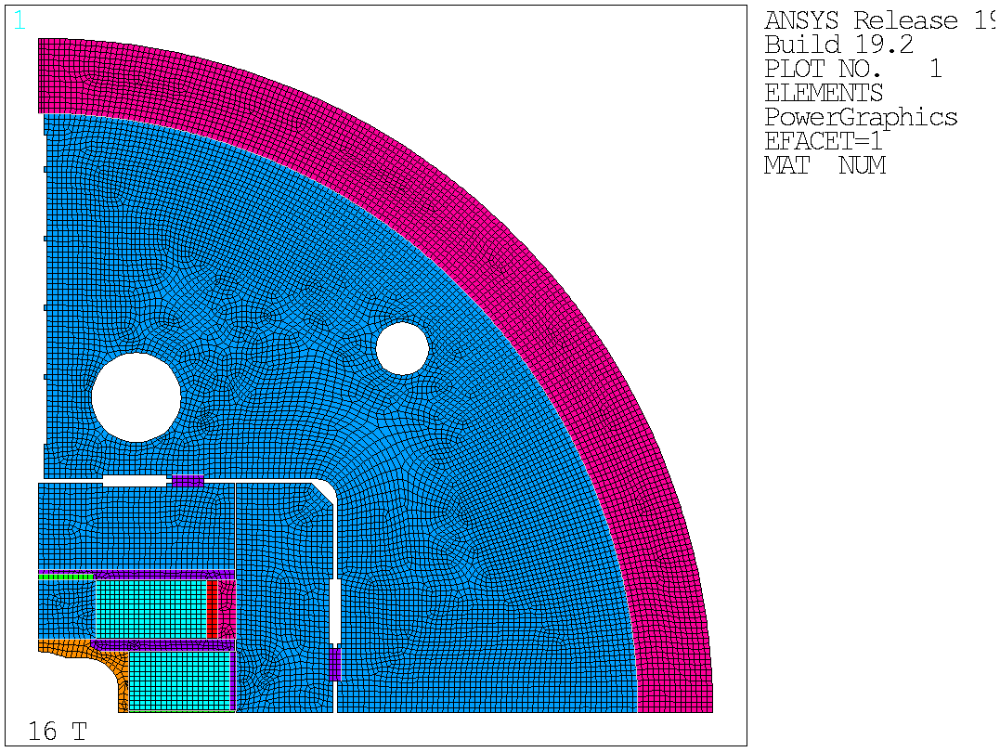 1
ANSYS Release 19
Build 19.2
PLOT NO. 1
ELEMENTS
PowerGraphics
EFACET=1
MAT NUM
16 T